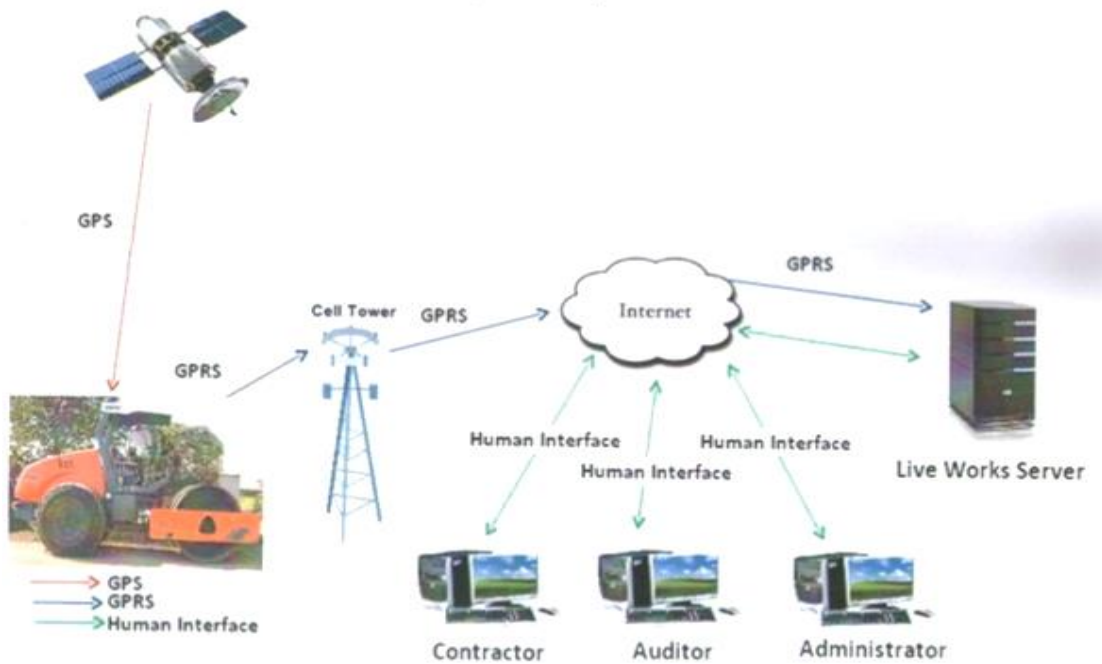 GPS
GPRS
Internet
Cell Tower
GPRS
GPRS
Human Interface
Human Interface
Human Interface
Live Works Server
GPS
GPRS
Human Interface
Contractor
Auditor
Administrator